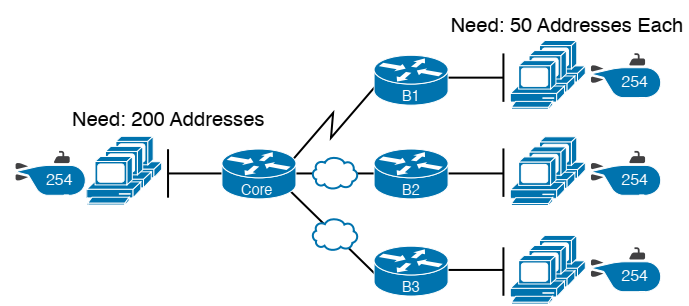 Need: 50 Addresses Each
B1
254
Need: 200 Addresses
254
Core
B2
254
B3
254